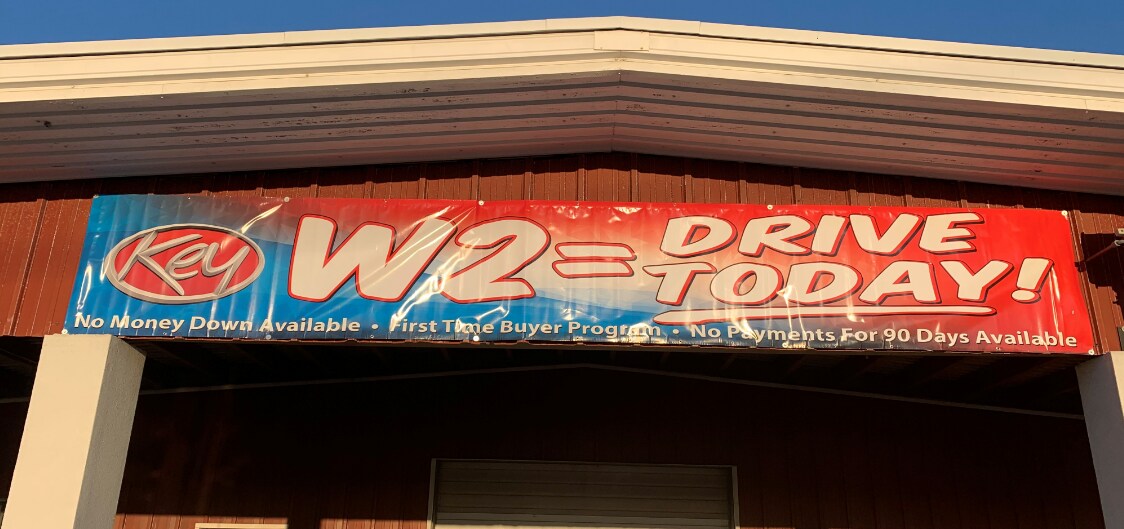 Key
W2 = DRIVE
TODAY!
No Money Down Available • First Time Buyer Program • No Payments For 90 Days Available